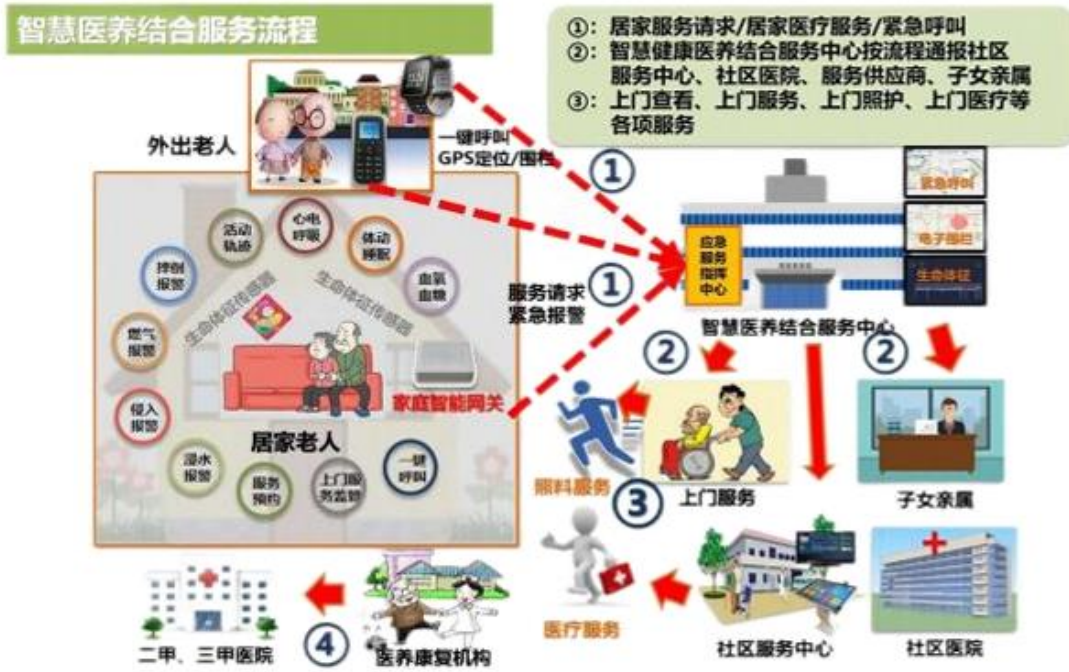 智慧医养结合服务流程
①：居家服务请求/居家医疗服务/紧急呼叫
②：智慧健康医养结合服务中心按流程通报社区
服务中心、社区医院、服务供应商、子女亲属
③：上门查看、上门服务、上门照护、上门医疗等
各项服务
外出老人
一键呼叫
GPS定位/围栏
①
紧急呼叫
电子围栏
生命体征
应急
服务
指挥
中心
智慧医养结合服务中心
服务请求
紧急报警
①
心电
呼吸
活动
轨迹
体动
睡眠
摔倒
报警
血氧
血糖
生命体征传感器
生命体征传感器
燃气
报警
侵入
报警
家庭智能网关
居家老人
浸水
报警
服务
预约
上门服
务监管
一键
呼叫
②
②
照料服务
③
上门服务
子女亲属
医疗服务
社区服务中心
社区医院
二甲、三甲医院
④
医养康复机构